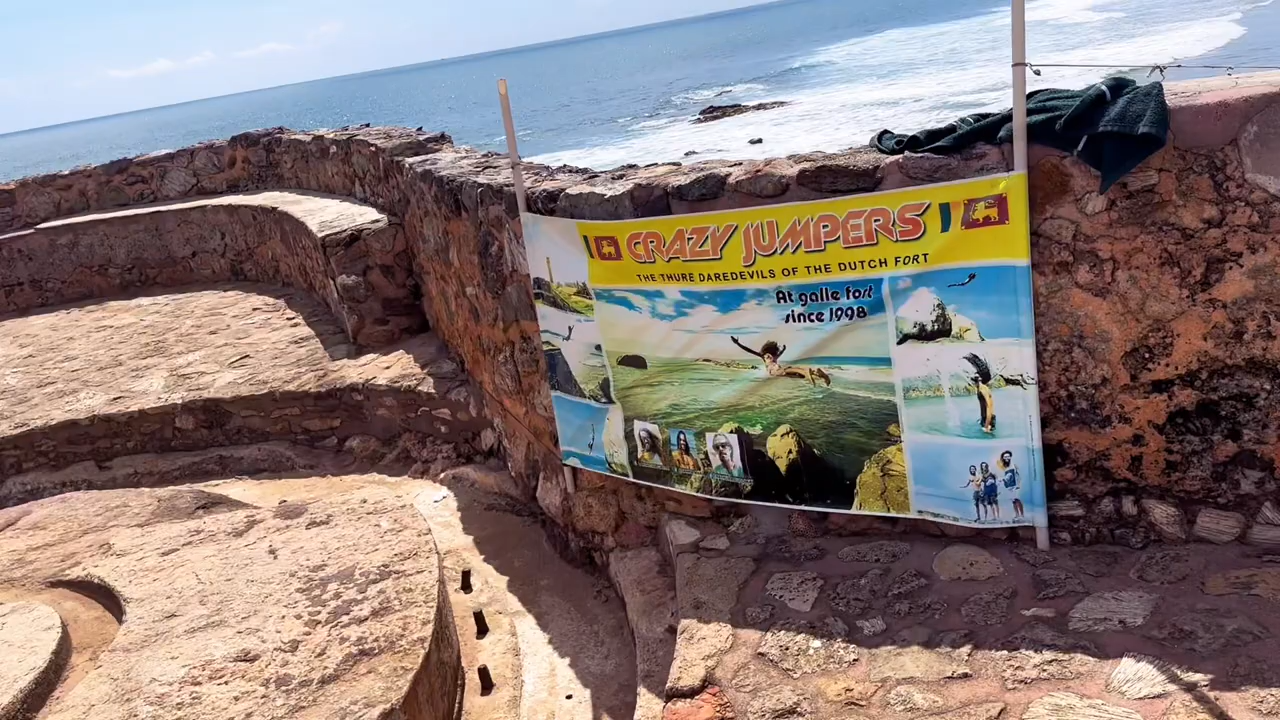 CRAZY JUMPERS
THE THURE DAREDEVILS OF THE DUTCH FORT
At galle fort
since 1998